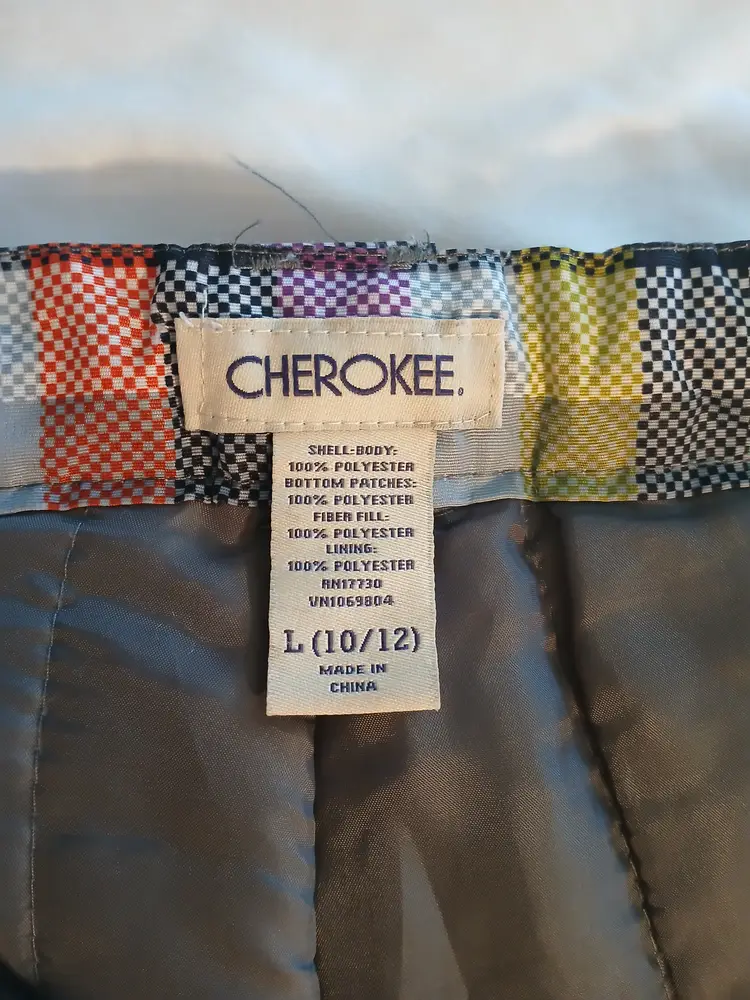 CHEROKEE.
SHELL-BODY:
100% POLYESTER
BOTTOM PATCHES:
100% POLYESTER
FIBER FILL:
100% POLYESTER
LINING:
100% POLYESTER
RN17730
VN1069804
L (10/12)
MADE IN
CHINA